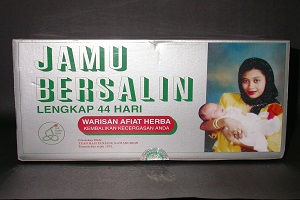 JAMU
BERSALIN
LENGKAP 44 HARI
WARISAN AFIAT HERBA
KEMBALIKAN KECERGASAN ANDA